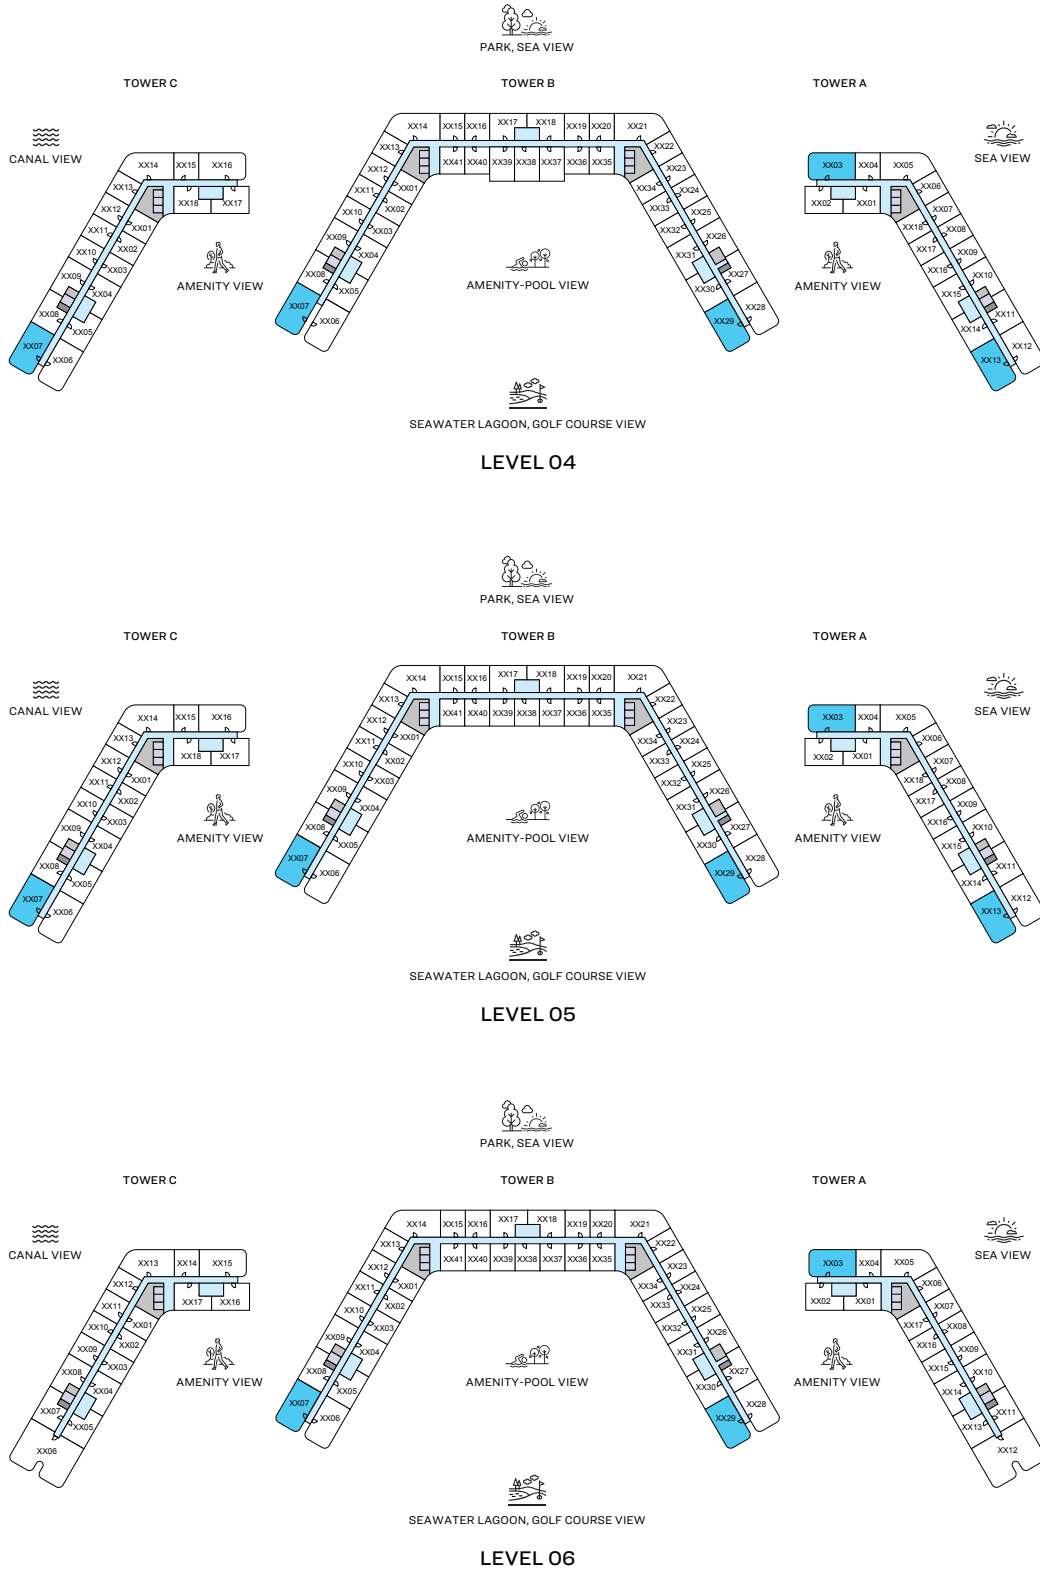 PARK, SEA VIEW
TOWER C
TOWER B
TOWER A
CANAL VIEW
SEA VIEW
XX14 XX15 XX16
XX13
XX12
XX11
XX10
XX09
XX08
XX07
XX06
XX05
XX04
XX03
XX02
XX01
XX18 XX17
XX14 XX15 XX16 XX17 XX18 XX19 XX20 XX21
XX13
XX12
XX11
XX10
XX09
XX08
XX07
XX06
XX05
XX04
XX03
XX02
XX01
XX41 XX40 XX39 XX38 XX37 XX36 XX35
XX34
XX33
XX32
XX31
XX30
XX29
XX28
XX27
XX26
XX25
XX24
XX23
XX22
XX03 XX04 XX05
XX02 XX01
XX06
XX07
XX08
XX09
XX10
XX11
XX12
XX13
XX14
XX15
XX16
XX17
XX18
AMENITY VIEW
AMENITY-POOL VIEW
AMENITY VIEW
SEAWATER LAGOON, GOLF COURSE VIEW
LEVEL 04
PARK, SEA VIEW
TOWER C
TOWER B
TOWER A
CANAL VIEW
SEA VIEW
XX14 XX15 XX16
XX13
XX12
XX11
XX10
XX09
XX08
XX07
XX06
XX05
XX04
XX03
XX02
XX01
XX18 XX17
XX14 XX15 XX16 XX17 XX18 XX19 XX20 XX21
XX13
XX12
XX11
XX10
XX09
XX08
XX07
XX06
XX05
XX04
XX03
XX02
XX01
XX41 XX40 XX39 XX38 XX37 XX36 XX35
XX34
XX33
XX32
XX31
XX30
XX29
XX28
XX27
XX26
XX25
XX24
XX23
XX22
XX03 XX04 XX05
XX02 XX01
XX06
XX07
XX08
XX09
XX10
XX11
XX12
XX13
XX14
XX15
XX16
XX17
XX18
AMENITY VIEW
AMENITY-POOL VIEW
AMENITY VIEW
SEAWATER LAGOON, GOLF COURSE VIEW
LEVEL 05
PARK, SEA VIEW
TOWER C
TOWER B
TOWER A
CANAL VIEW
SEA VIEW
XX13 XX14 XX15
XX12
XX11
XX10
XX09
XX08
XX07
XX06
XX05
XX04
XX03
XX02
XX01
XX17 XX16
XX14 XX15 XX16 XX17 XX18 XX19 XX20 XX21
XX13
XX12
XX11
XX10
XX09
XX08
XX07
XX06
XX05
XX04
XX03
XX02
XX01
XX41 XX40 XX39 XX38 XX37 XX36 XX35
XX34
XX33
XX32
XX31
XX30
XX29
XX28
XX27
XX26
XX25
XX24
XX23
XX22
XX03 XX04 XX05
XX02 XX01
XX06
XX07
XX08
XX09
XX10
XX11
XX12
XX13
XX14
XX15
XX16
XX17
AMENITY VIEW
AMENITY-POOL VIEW
AMENITY VIEW
SEAWATER LAGOON, GOLF COURSE VIEW
LEVEL 06